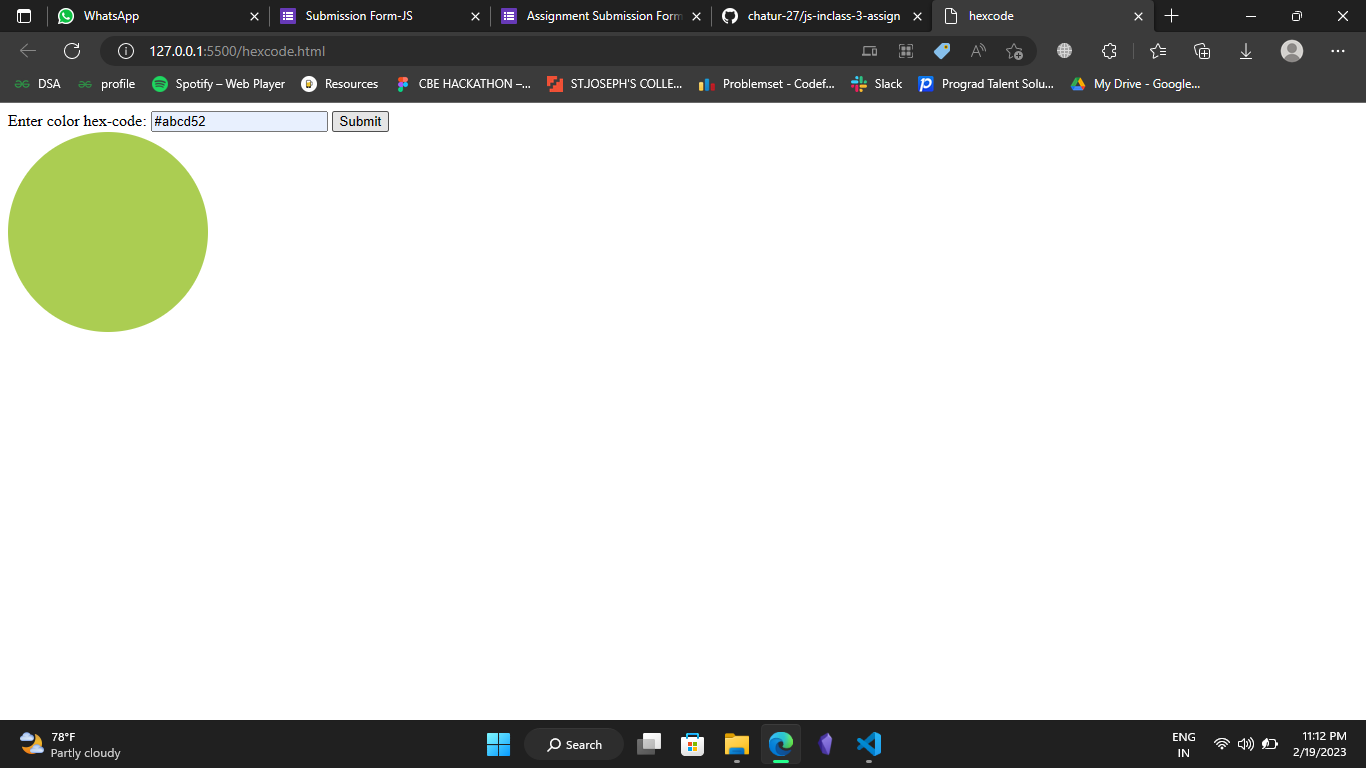 WhatsApp
Submission Form-JS
Assignment Submission Form
chatur-27/js-inclass-3-assign
hexcode
127.0.0.1:5500/hexcode.html
DSA
profile
Spotify – Web Player
Resources
CBE HACKATHON –...
ST.JOSEPH'S COLLE...
Problemset - Codef...
Slack
Prograd Talent Solu...
My Drive - Google...
Enter color hex-code: #abcd52 Submit
78°F
Partly cloudy
Search
ENG
IN
11:12 PM
2/19/2023